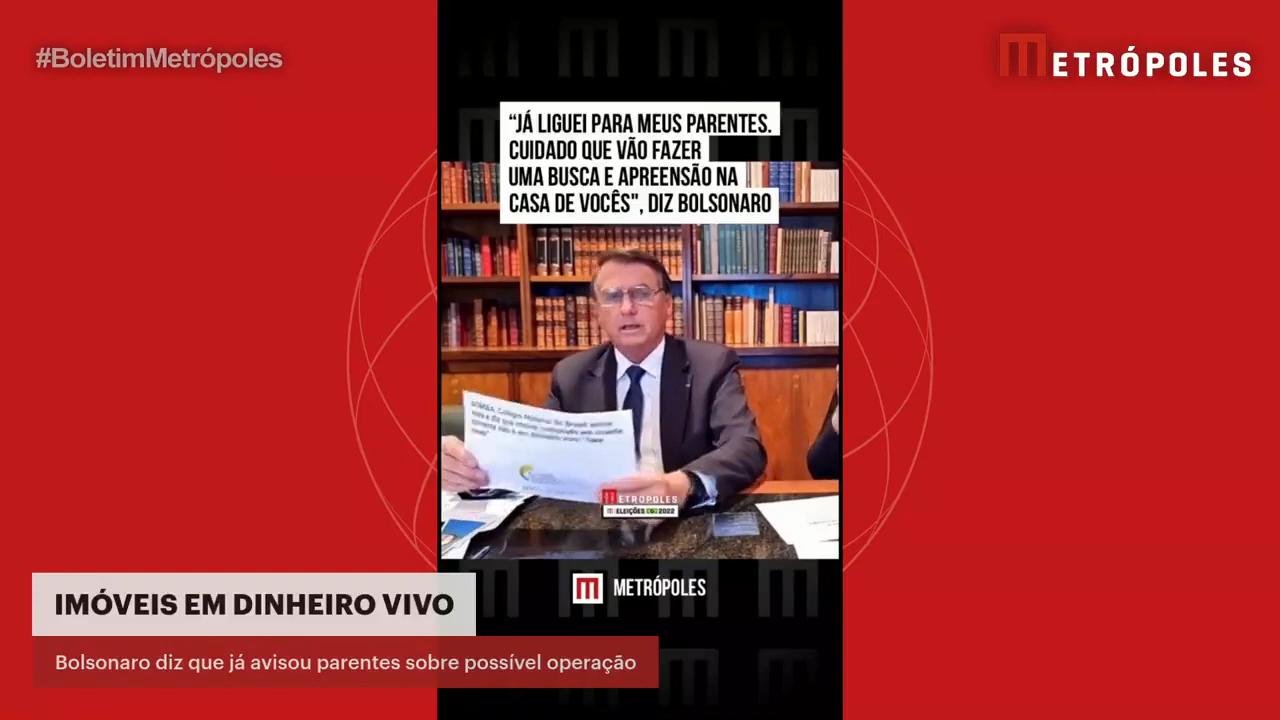 #BoletimMetrópoles
METRÓPOLES
“JÁ LIGUEI PARA MEUS PARENTES.
CUIDADO QUE VÃO FAZER
UMA BUSCA E APREENSÃO NA
CASA DE VOCÊS", DIZ BOLSONARO
METRÓPOLES
ELEIÇÕES 2022
METRÓPOLES
IMÓVEIS EM DINHEIRO VIVO
Bolsonaro diz que já avisou parentes sobre possível operação